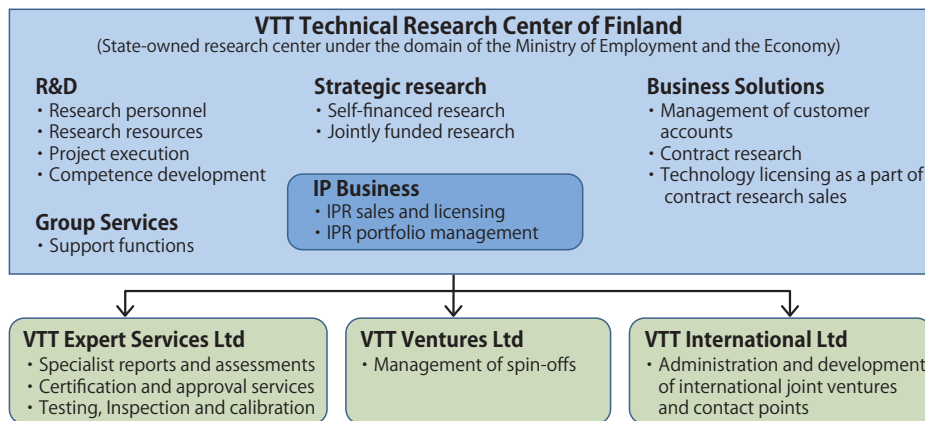 VTT Technical Research Center of Finland
(State-owned research center under the domain of the Ministry of Employment and the Economy)
R&D
· Research personnel
· Research resources
· Project execution
· Competence development
Group Services
· Support functions
Strategic research
· Self-financed research
· Jointly funded research
IP Business
· IPR sales and licensing
· IPR portfolio management
Business Solutions
· Management of customer
accounts
· Contract research
· Technology licensing as a part of
contract research sales
VTT Expert Services Ltd
· Specialist reports and assessments
· Certification and approval services
· Testing, Inspection and calibration
VTT Ventures Ltd
· Management of spin-offs
VTT International Ltd
· Administration and development
of international joint ventures
and contact points